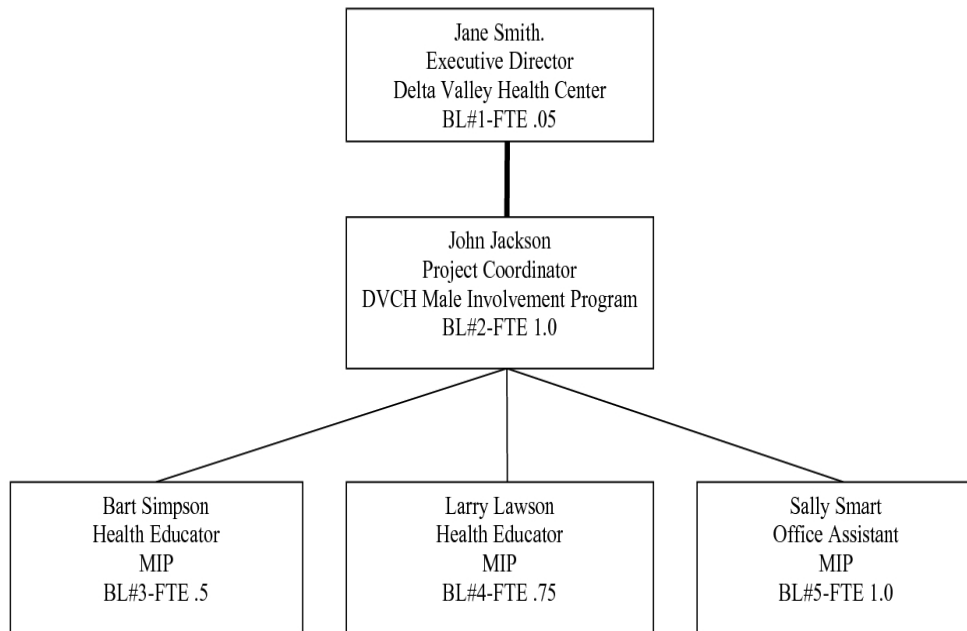 Jane Smith.
Executive Director
Delta Valley Health Center
BL#1-FTE .05
John Jackson
Project Coordinator
DVCH Male Involvement Program
BL#2-FTE 1.0
Bart Simpson
Health Educator
MIP
BL#3-FTE .5
Larry Lawson
Health Educator
MIP
BL#4-FTE .75
Sally Smart
Office Assistant
MIP
BL#5-FTE 1.0